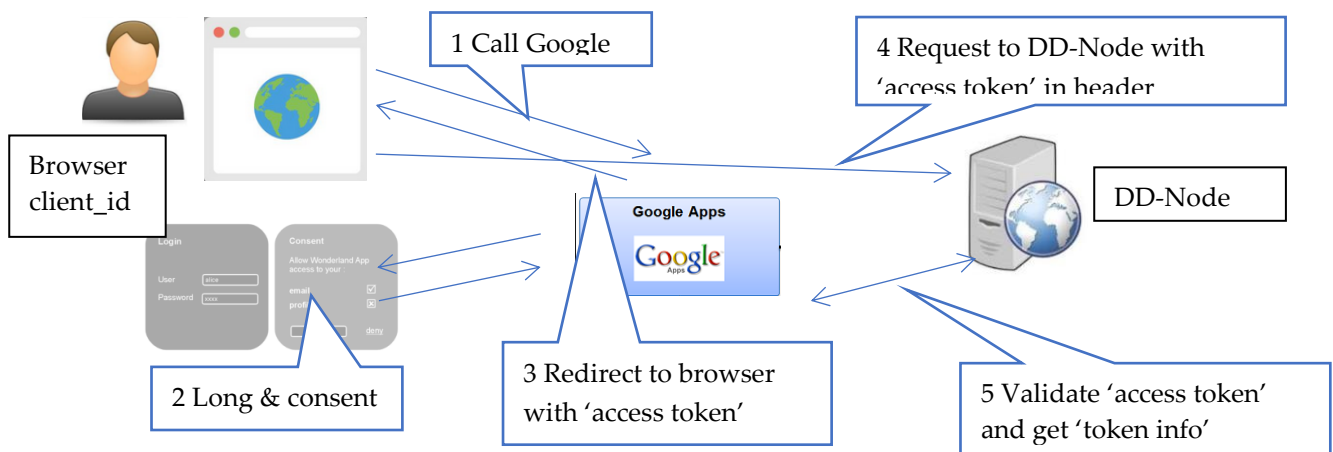 1 Call Google
4 Request to DD-Node with
‘access token’ in header
Browser
client_id
DD-Node
Google Apps
Google
Apps
Login
User alice
Password xxxx
Consent
Allow Wonderland App
access to your :
email
profi
deny
2 Long & consent
3 Redirect to browser
with ‘access token’
5 Validate ‘access token’
and get ‘token info’